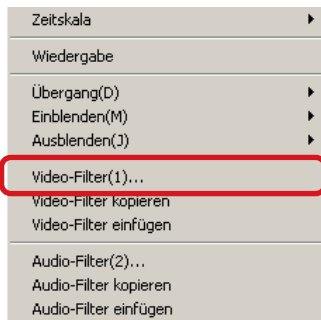 Zeitskala
Wiedergabe
Übergang(D)
Einblenden(M)
Ausblenden(J)
Video-Filter(1)...
Video-Filter kopieren
Video-Filter einfügen
Audio-Filter(2)...
Audio-Filter kopieren
Audio-Filter einfügen